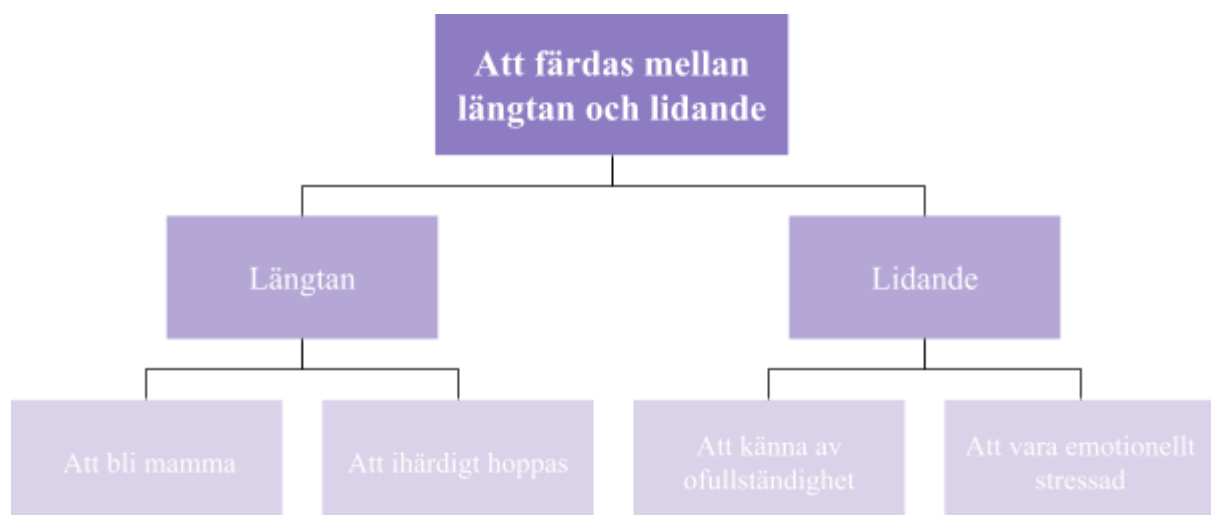 Att färdas mellan
längtan och lidande
Längtan
Lidande
Att bli mamma
Att ihärdigt hoppas
Att känna av
ofullständighet
Att vara emotionellt
stressad